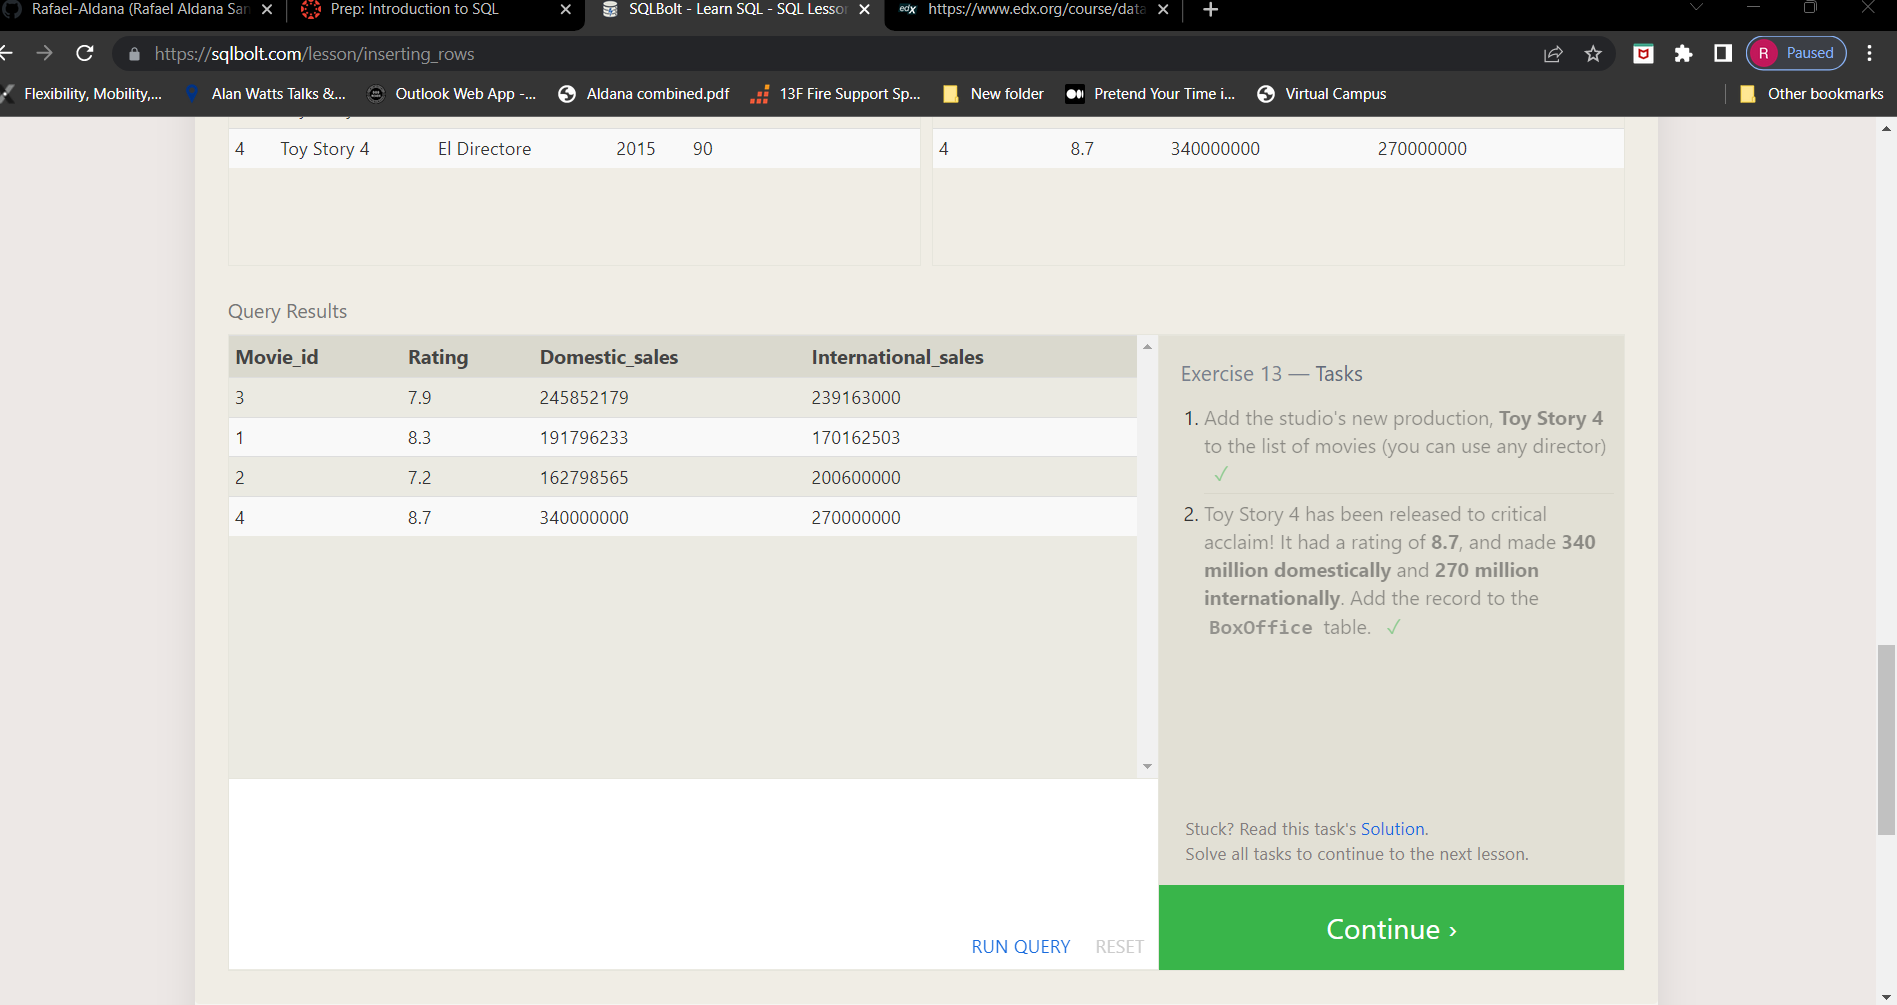 Rafael-Aldana (Rafael Aldana San
Prep: Introduction to SQL
SQLBolt - Learn SQL - SQL Lesso
edX
https://www.edx.org/course/data
https://sqlbolt.com/lesson/inserting_rows
R Paused
Flexibility, Mobility,...
Alan Watts Talks &...
Outlook Web App -...
Aldana combined.pdf
13F Fire Support Sp...
New folder
Pretend Your Time i...
Virtual Campus
Other bookmarks
4 Toy Story 4 El Directore 2015 90
4 8.7 340000000 270000000
Query Results
Movie_id Rating Domestic_sales International_sales
3 7.9 245852179 239163000
1 8.3 191796233 170162503
2 7.2 162798565 200600000
4 8.7 340000000 270000000
RUN QUERY RESET
Exercise 13 — Tasks
1. Add the studio's new production, Toy Story 4
to the list of movies (you can use any director)
✓
2. Toy Story 4 has been released to critical
acclaim! It had a rating of 8.7, and made 340
million domestically and 270 million
internationally. Add the record to the
BoxOffice table. ✓
Stuck? Read this task's Solution.
Solve all tasks to continue to the next lesson.
Continue ›